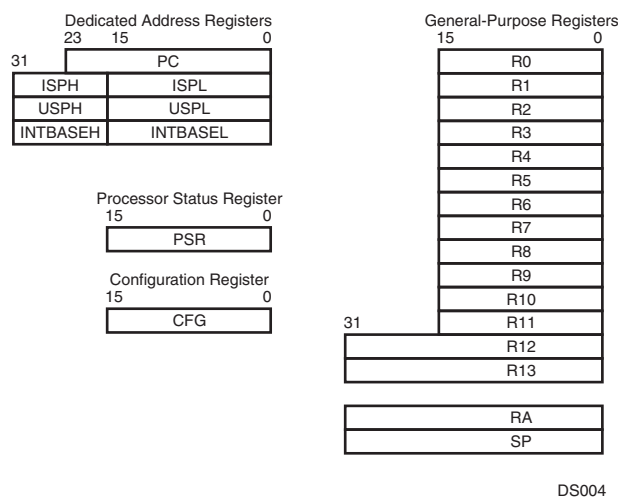 Dedicated Address Registers
23 15 0
31 PC
ISPH ISPL
USPH USPL
INTBASEH INTBASEL
Processor Status Register
15 0
PSR
Configuration Register
15 0
CFG
General-Purpose Registers
15 0
R0
R1
R2
R3
R4
R5
R6
R7
R8
R9
R10
31 R11
R12
R13
RA
SP
DS004